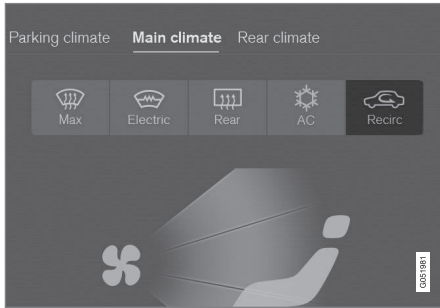 Parking climate Main climate Rear climate
Max Electric Rear AC Recirc
G051981